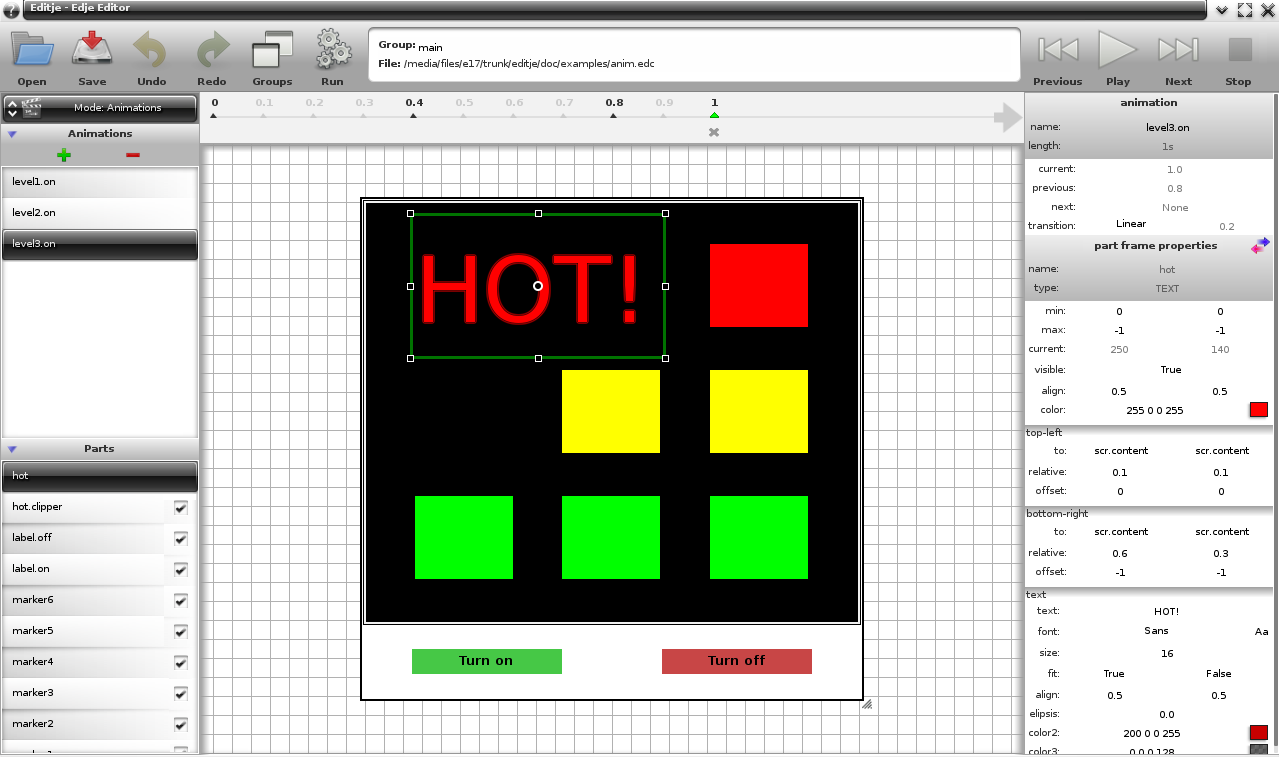 Editje - Edje Editor
Open
Save
Undo
Redo
Groups
Run
Group: main
File: /media/files/e17/trunk/editje/doc/examples/anim.edc
Previous
Play
Next
Stop
Mode: Animations
Animations
level1.on
level2.on
level3.on
Parts
hot
hot.clipper
label.off
label.on
marker6
marker5
marker4
marker3
marker2
0 0.1 0.2 0.3 0.4 0.5 0.6 0.7 0.8 0.9 1
HOT!
Turn on
Turn off
animation
name: level3.on
length: 1s
current: 1.0
previous: 0.8
next: None
transition: Linear 0.2
part frame properties
name: hot
type: TEXT
min: 0 0
max: -1 -1
current: 250 140
visible: True
align: 0.5 0.5
color: 255 0 0 255
top-left
to: scr.content scr.content
relative: 0.1 0.1
offset: 0 0
bottom-right
to: scr.content scr.content
relative: 0.6 0.3
offset: -1 -1
text
text: HOT!
font: Sans Aa
size: 16
fit: True False
align: 0.5 0.5
elipsis: 0.0
color2: 200 0 0 255
color3: 0 0 0 128